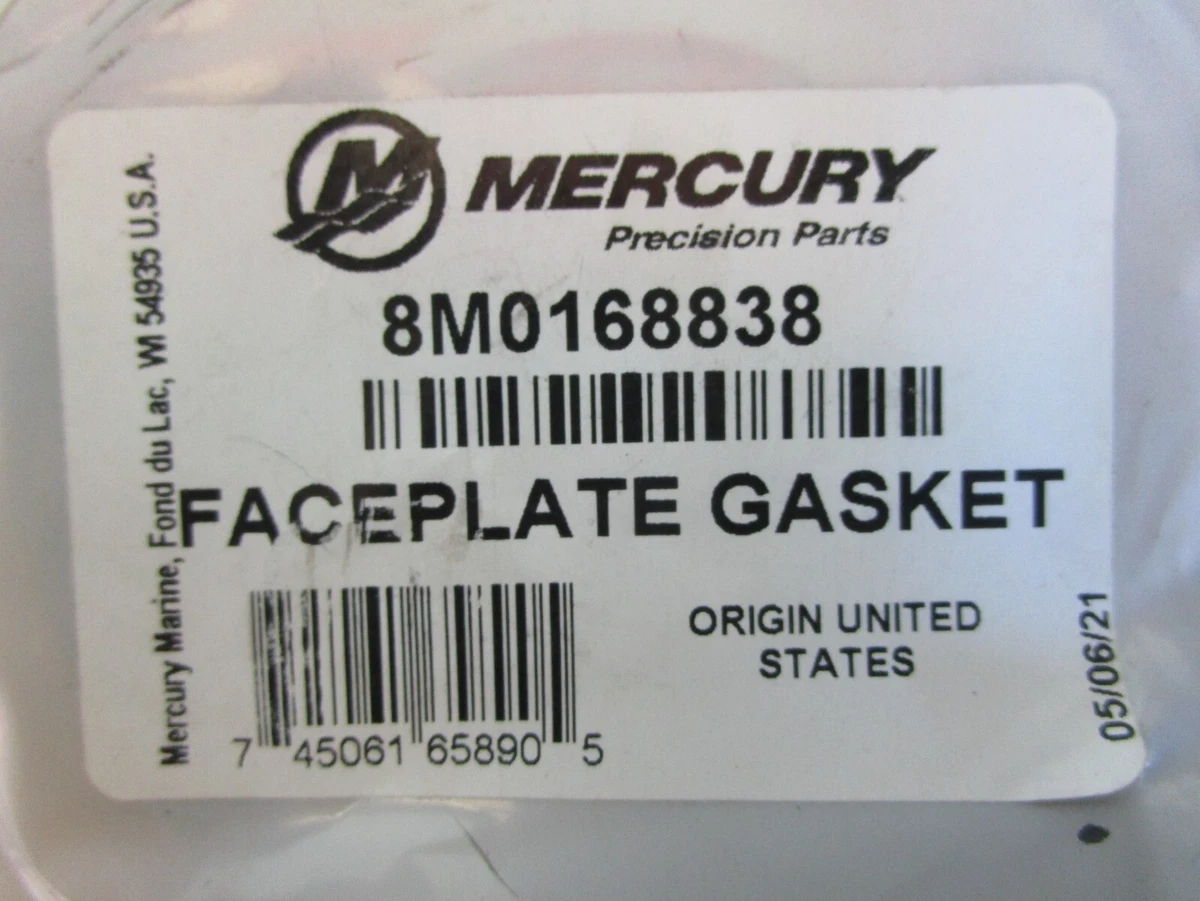 M
MERCURY
Precision Parts
8M0168838
FACEPLATE GASKET
ORIGIN UNITED
STATES
7 45061 65890 5
Mercury Marine, Fond du Lac, WI 54935 U.S.A.
05/06/21